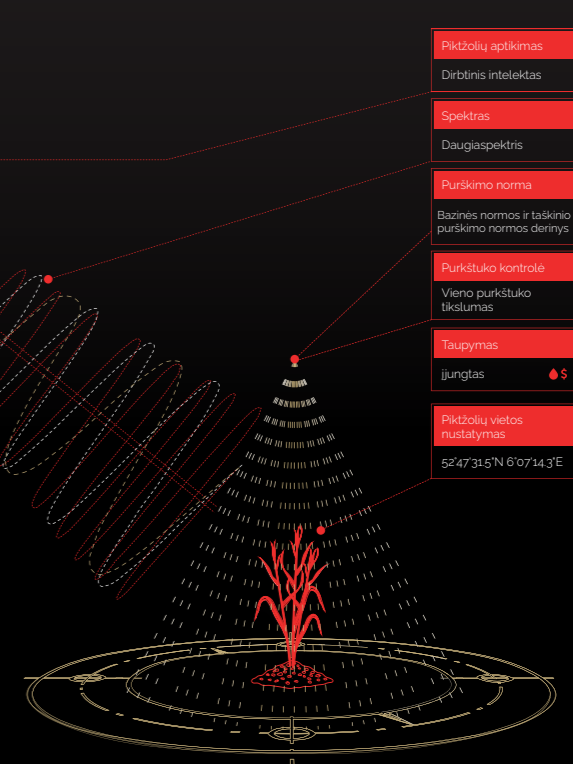 Piktžolių aptikimas
Dirbtinis intelektas
Spektras
Daugiaspektris
Purškimo norma
Bazinės normos ir taškinio
purškimo normos derinys
Purkštuko kontrolė
Vieno purkštuko
tikslumas
Taupymas
įjungtas
$
Piktžolių vietos
nustatymas
52°47'31.5"N 6°07'14.3"E